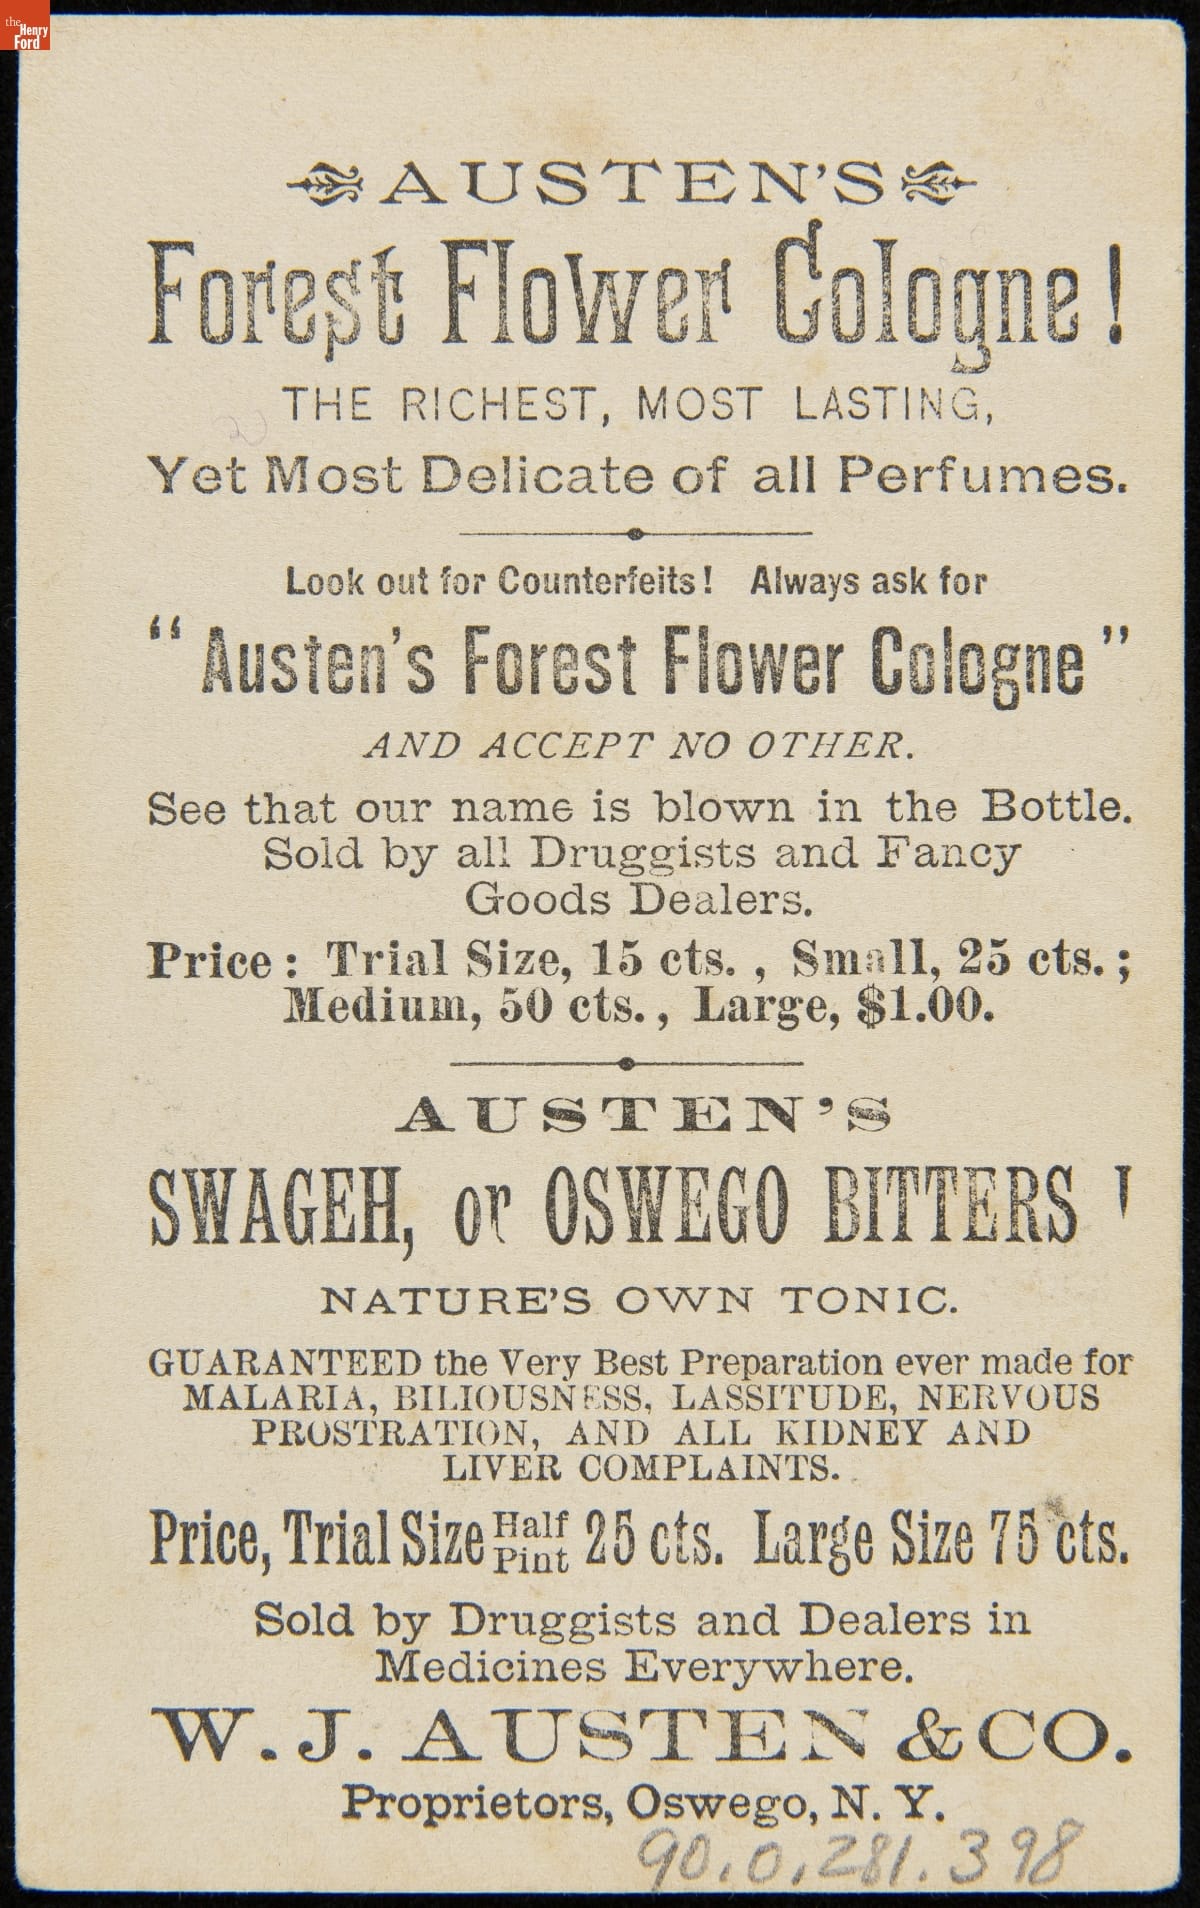 the
Henry
Ford
AUSTEN'S
Forest Flower Cologne!
THE RICHEST, MOST LASTING,
Yet Most Delicate of all Perfumes.
Look out for Counterfeits! Always ask for
"Austen's Forest Flower Cologne"
AND ACCEPT NO OTHER.
See that our name is blown in the Bottle.
Sold by all Druggists and Fancy
Goods Dealers.
Price: Trial Size, 15 cts., Small, 25 cts.;
Medium, 50 cts., Large, $1.00.
AUSTEN'S
SWAGEH, or OSWEGO BITTERS!
NATURE'S OWN TONIC.
GUARANTEED the Very Best Preparation ever made for
MALARIA, BILIOUSNESS, LASSITUDE, NERVOUS
PROSTRATION, AND ALL KIDNEY AND
LIVER COMPLAINTS.
Price, Trial Size Half Pint 25 cts. Large Size 75 cts.
Sold by Druggists and Dealers in
Medicines Everywhere.
W. J. AUSTEN & CO.
Proprietors, Oswego, N. Y.
90.0.281.398